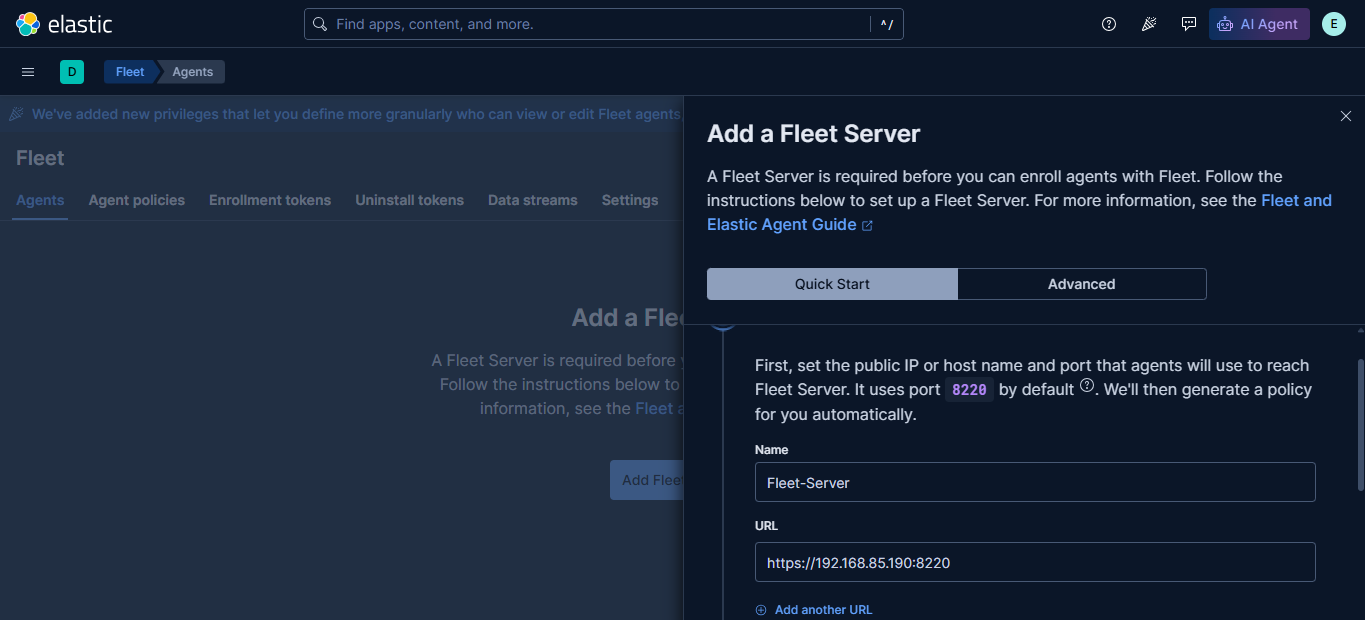 elastic
Find apps, content, and more.
^/
AI Agent
E
D
Fleet
Agents
We've added new privileges that let you define more granularly who can view or edit Fleet agents,
Fleet
Agents
Agent policies
Enrollment tokens
Uninstall tokens
Data streams
Settings
Add a Flee
A Fleet Server is required before y
Follow the instructions below to
information, see the Fleet a
Add Flee
Add a Fleet Server
A Fleet Server is required before you can enroll agents with Fleet. Follow the
instructions below to set up a Fleet Server. For more information, see the Fleet and
Elastic Agent Guide
Quick Start
Advanced
First, set the public IP or host name and port that agents will use to reach
Fleet Server. It uses port 8220 by default ?. We'll then generate a policy
for you automatically.
Name
Fleet-Server
URL
https://192.168.85.190:8220
Add another URL